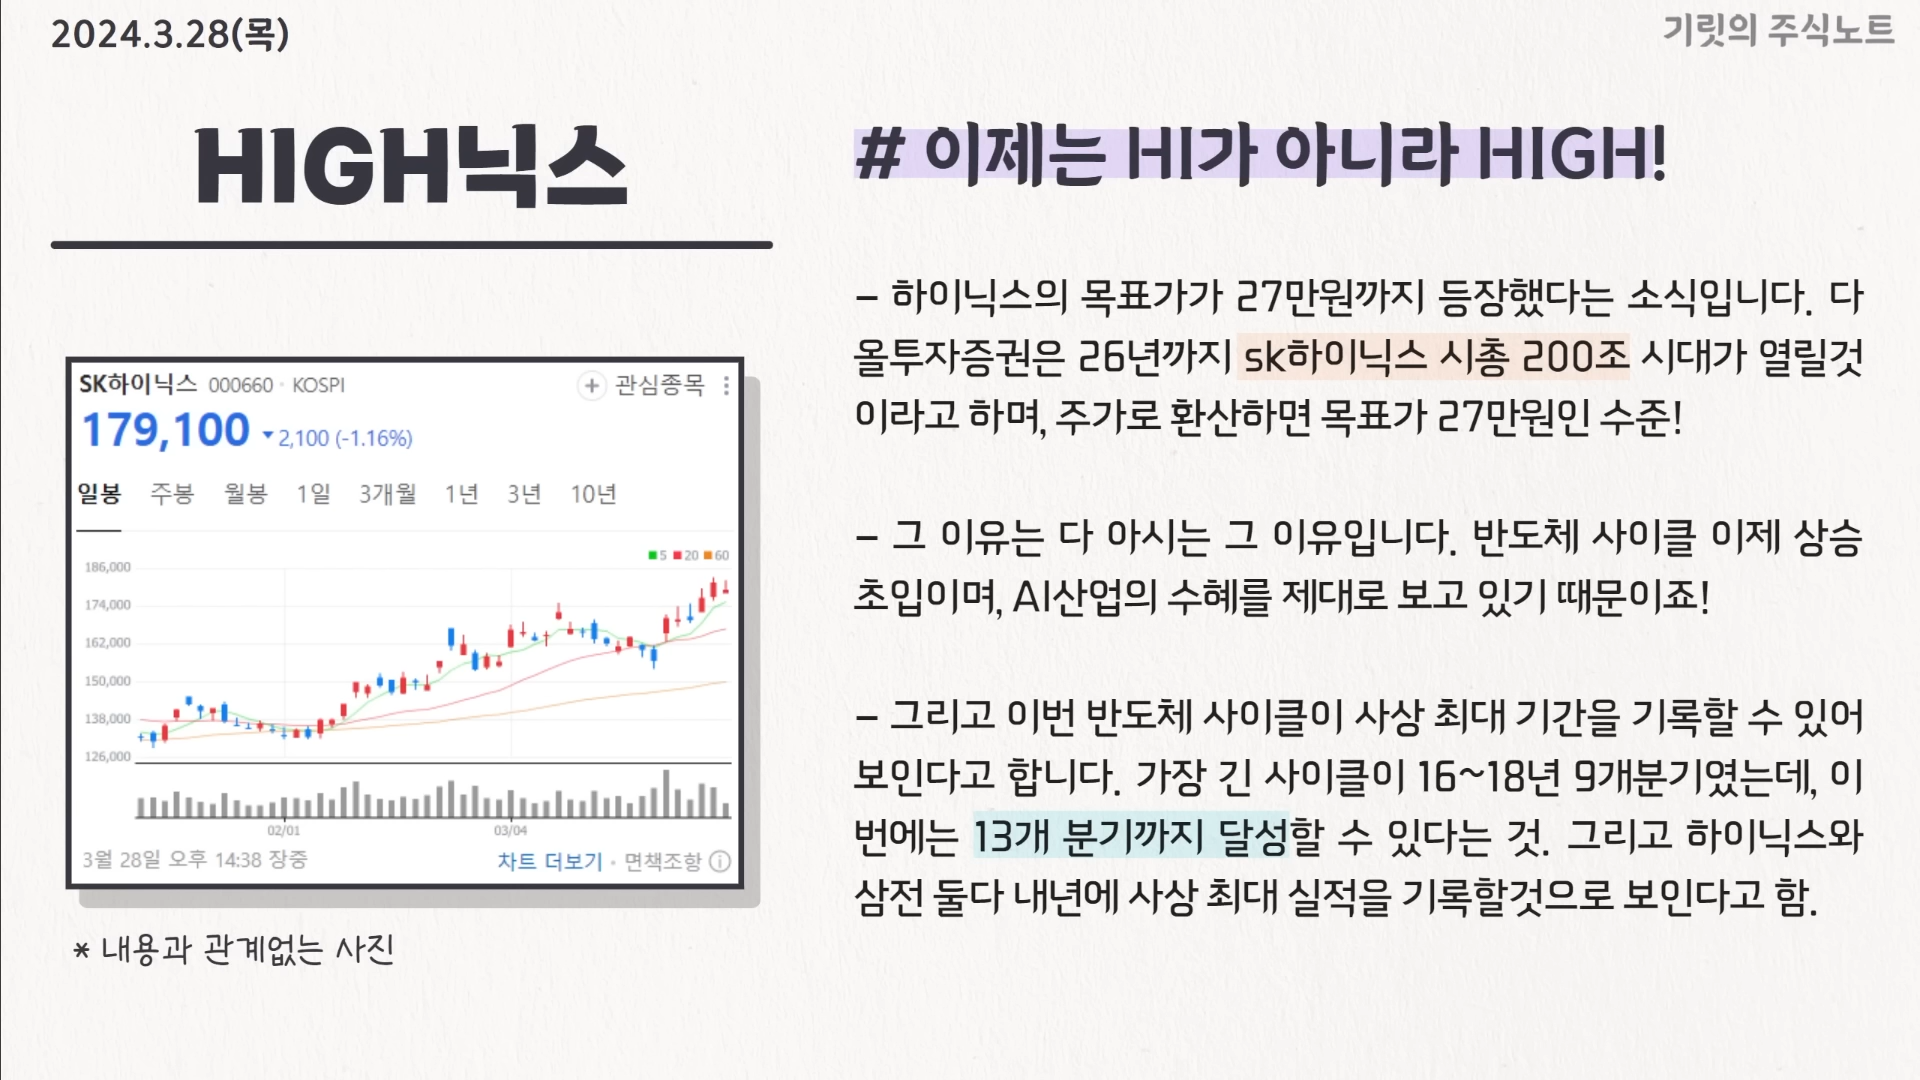 2024.3.28(목)
기릿의 주식노트
HIGH닉스
SK하이닉스 000660 · KOSPI
+ 관심종목
179,100 ▼2,100 (-1.16%)
일봉 주봉 월봉 1일 3개월 1년 3년 10년
5 20 60
186,000
174,000
162,000
150,000
138,000
126,000
02/01 03/04
3월 28일 오후 14:38 장중
차트 더보기 · 면책조항
* 내용과 관계없는 사진
# 이제는 HI가 아니라 HIGH!
– 하이닉스의 목표가가 27만원까지 등장했다는 소식입니다. 다
올투자증권은 26년까지 sk하이닉스 시총 200조 시대가 열릴것
이라고 하며, 주가로 환산하면 목표가 27만원인 수준!
– 그 이유는 다 아시는 그 이유입니다. 반도체 사이클 이제 상승
초입이며, AI산업의 수혜를 제대로 보고 있기 때문이죠!
– 그리고 이번 반도체 사이클이 사상 최대 기간을 기록할 수 있어
보인다고 합니다. 가장 긴 사이클이 16~18년 9개분기였는데, 이
번에는 13개 분기까지 달성할 수 있다는 것. 그리고 하이닉스와
삼전 둘다 내년에 사상 최대 실적을 기록할것으로 보인다고 함.